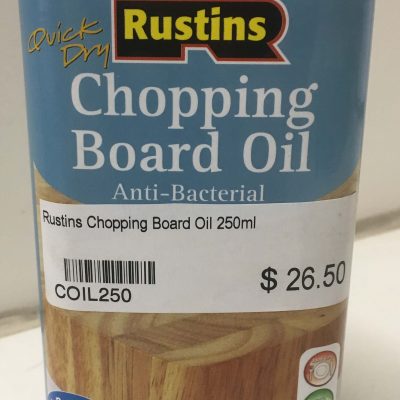 Quick
Dry
Rustins
Chopping
Board Oil
Anti-Bacterial
Rustins Chopping Board Oil 250ml
COIL250
$ 26.50